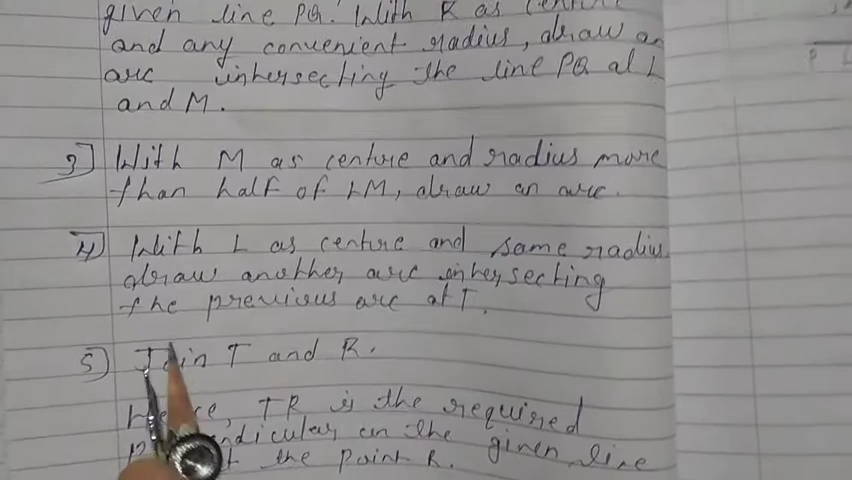 given line PQ. With R as centre
and any convenient radius, draw an
arc intersecting the line PQ at L
and M.
3] With M as centre and radius more
than half of LM, draw an arc.
4] With L as centre and same radius
draw another arc intersecting
the previous arc at T.
5] Join T and R.
TR is the required
on the given line
the point R.